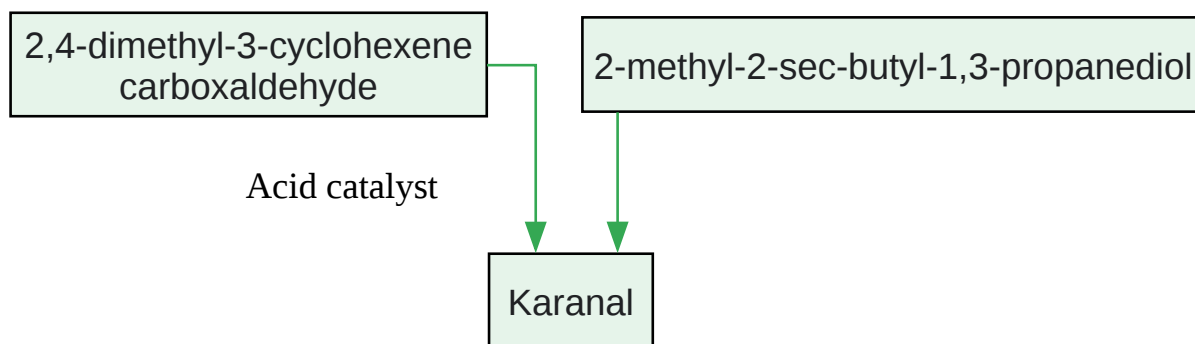 2,4-dimethyl-3-cyclohexene
carboxaldehyde
2-methyl-2-sec-butyl-1,3-propanediol
Acid catalyst
Karanal